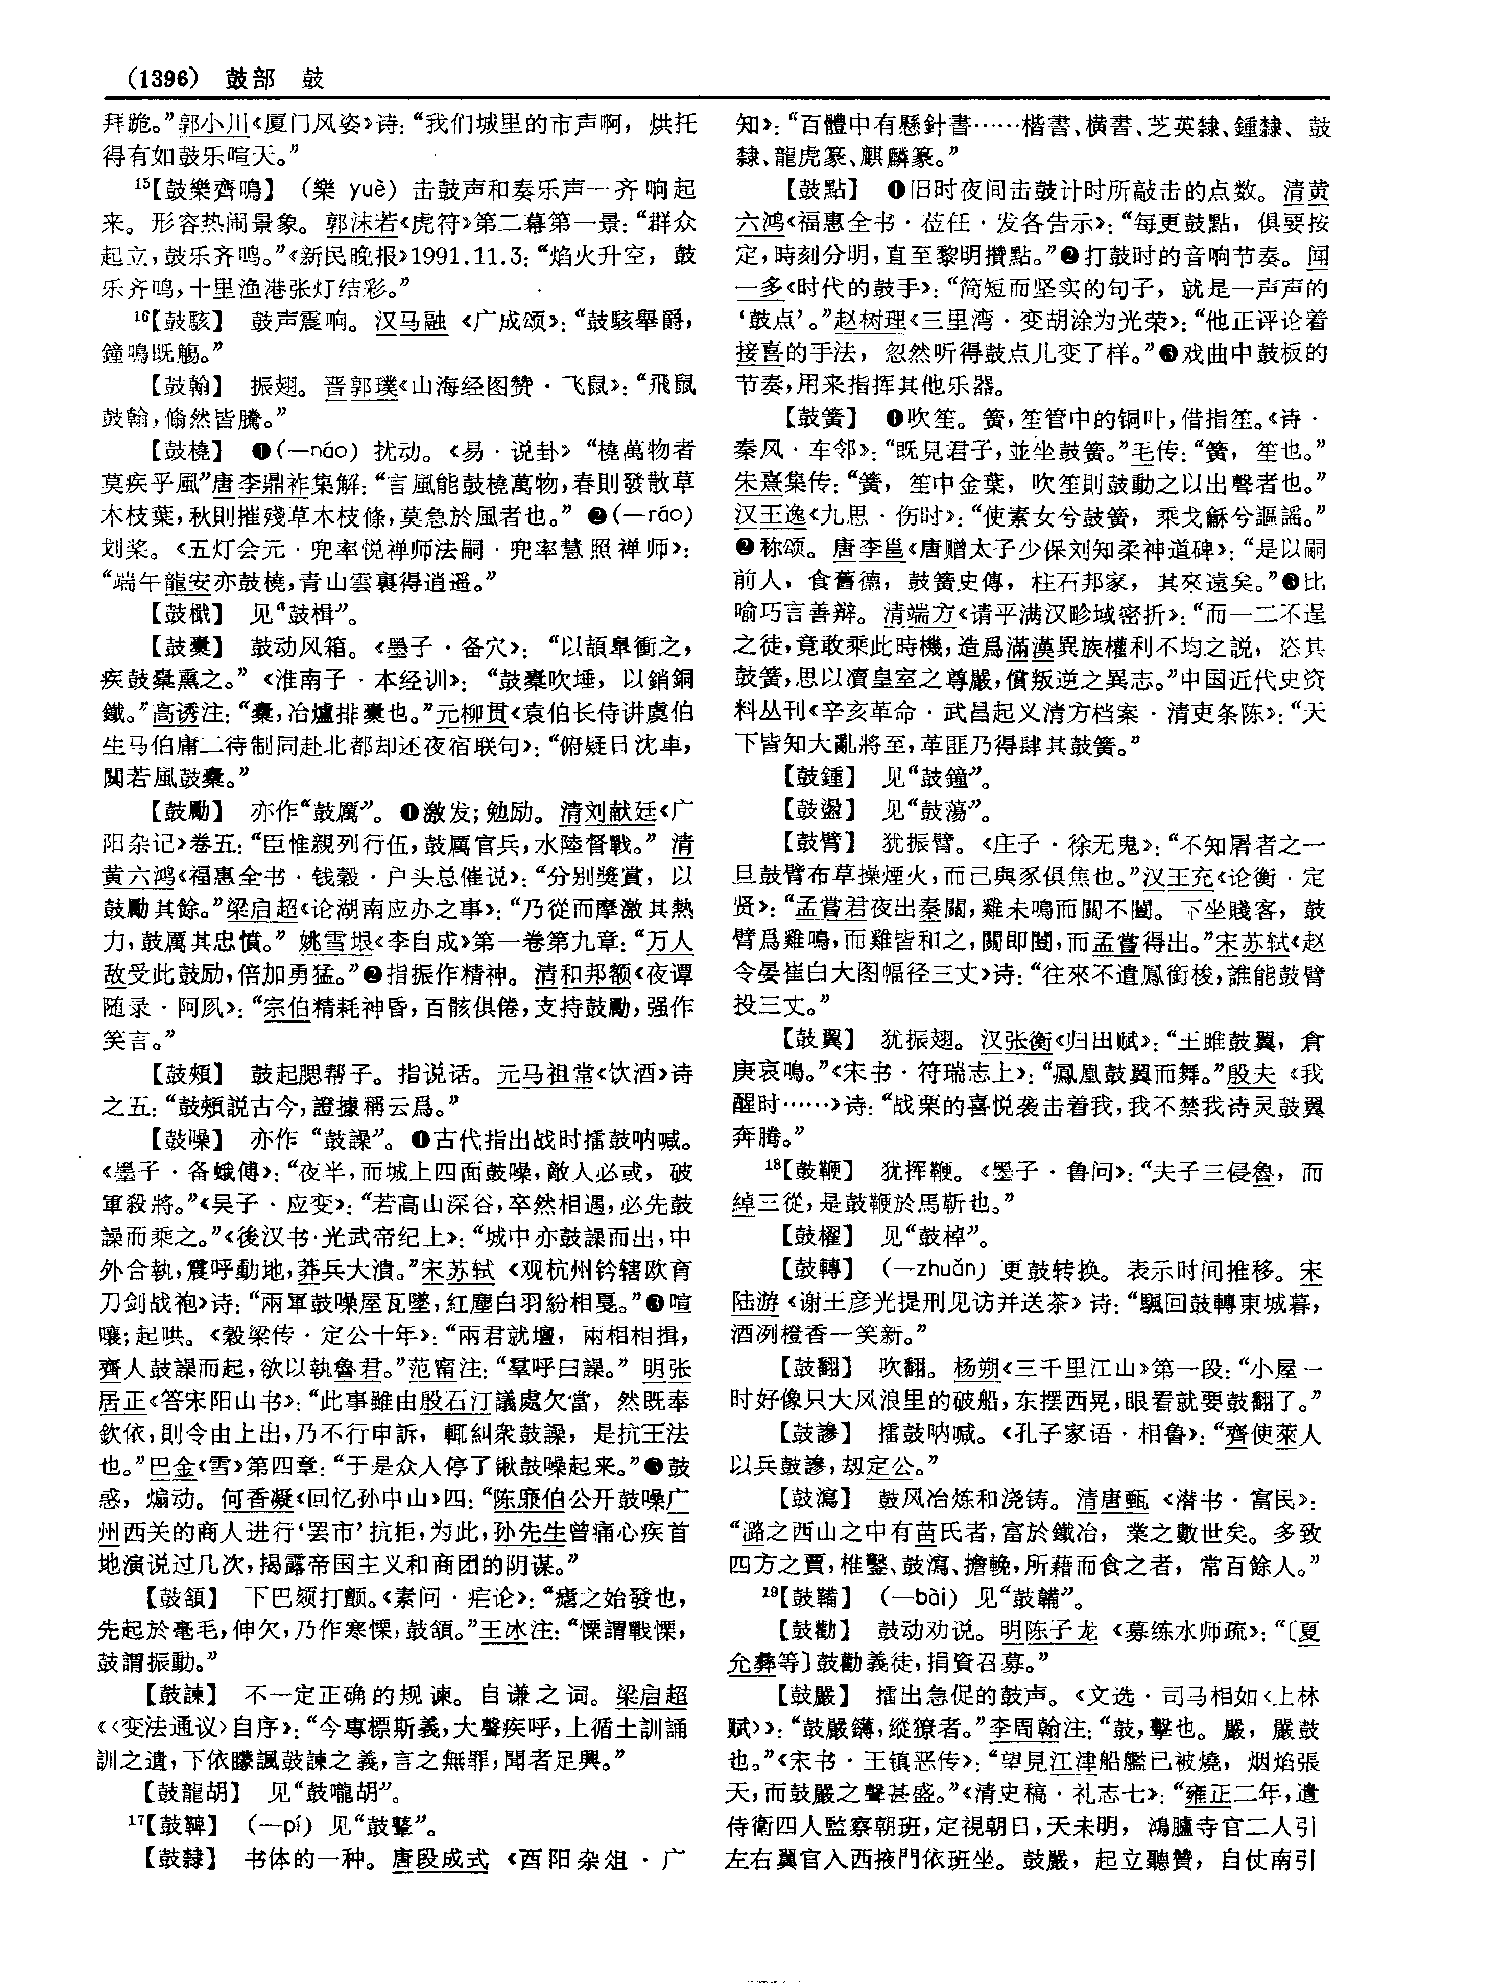 (1396) 鼓部 鼓
拜跪。”郭小川《厦门风姿》诗：“我们城里的市声啊，烘托
得有如鼓乐喧天。”
15【鼓樂齊鳴】 (樂 yuè) 击鼓声和奏乐声一齐响起
来。形容热闹景象。郭沫若《虎符》第二幕第一景：“群众
起立，鼓乐齐鸣。”《新民晚报》1991.11.3：“焰火升空，鼓
乐齐鸣，十里渔港张灯结彩。”
16【鼓駭】 鼓声震响。汉马融《广成颂》：“鼓駭舉爵，
鐘鳴既觞。”
【鼓翰】 振翅。晋郭璞《山海经图赞·飞鼠》：“飛鼠
鼓翰，翛然皆騰。”
【鼓橈】 ❶(—náo) 扰动。《易·说卦》“橈萬物者
莫疾乎風”唐李鼎祚集解：“言風能鼓橈萬物，春則發散草
木枝葉，秋則摧殘草木枝條，莫急於風者也。” ❷(—ráo)
划桨。《五灯会元·兜率悦禅师法嗣·兜率慧照禅师》：
“端午龍安亦鼓橈，青山雲裏得逍遥。”
【鼓檝】 见“鼓楫”。
【鼓橐】 鼓动风箱。《墨子·备穴》：“以頡皋衝之，
疾鼓橐熏之。”《淮南子·本经训》：“鼓橐吹埵，以銷銅
鐵。”高诱注：“橐，冶爐排橐也。”元柳贯《袁伯长侍讲虞伯
生马伯庸二待制同赴北都却还夜宿联句》：“俯疑日沈車，
闃若風鼓橐。”
【鼓勵】 亦作“鼓厲”。❶激发；勉励。清刘献廷《广
阳杂记》卷五：“臣惟親列行伍，鼓厲官兵，水陸督戰。” 清
黄六鸿《福惠全书·钱穀·户头总催说》：“分别獎賞，以
鼓勵其餘。”梁启超《论湖南应办之事》：“乃從而摩激其熱
力，鼓厲其忠憤。” 姚雪垠《李自成》第一卷第九章：“万人
敌受此鼓励，倍加勇猛。”❷指振作精神。清和邦额《夜谭
随录·阿凤》：“宗伯精耗神昏，百骸俱倦，支持鼓勵，强作
笑言。”
【鼓頰】 鼓起腮帮子。指说话。元马祖常《饮酒》诗
之五：“鼓頰説古今，證據稱云爲。”
【鼓噪】 亦作“鼓譟”。❶古代指出战时擂鼓呐喊。
《墨子·备蛾傅》：“夜半，而城上四面鼓噪，敵人必或，破
軍殺將。”《吴子·应变》：“若高山深谷，卒然相遇，必先鼓
譟而乘之。”《後汉书·光武帝纪上》：“城中亦鼓譟而出，中
外合執，震呼動地，莽兵大潰。”宋苏轼《观杭州钤辖欧育
刀剑战袍》诗：“兩軍鼓噪屋瓦墜，紅塵白羽紛相戛。”❷喧
嚷；起哄。《穀梁传·定公十年》：“兩君就壇，兩相相揖，
齊人鼓譟而起，欲以執魯君。”范甯注：“羣呼曰譟。” 明张
居正《答宋阳山书》：“此事雖由殷石汀議處欠當，然既奉
欽依，則令由上出，乃不行申訴，輒糾衆鼓譟，是抗王法
也。”巴金《雪》第四章：“于是众人停了锹鼓噪起来。”❸鼓
惑，煽动。何香凝《回忆孙中山》四：“陈廉伯公开鼓噪广
州西关的商人进行‘罢市’抗拒，为此，孙先生曾痛心疾首
地演说过几次，揭露帝国主义和商团的阴谋。”
【鼓頷】 下巴颏打颤。《素问·疟论》：“瘧之始發也，
先起於毫毛，伸欠，乃作寒慄，鼓頷。”王冰注：“慄謂戰慄，
鼓謂振動。”
【鼓諫】 不一定正确的规谏。自谦之词。梁启超
《〈变法通议〉自序》：“今專標斯義，大聲疾呼，上循土訓誦
訓之遺，下依矇諷鼓諫之義，言之無罪，聞者足興。”
【鼓龍胡】 见“鼓嚨胡”。
17【鼓鞞】 (—pí) 见“鼓鼙”。
【鼓隸】 书体的一种。唐段成式《酉阳杂俎·广
知》：“百體中有懸針書……楷書、横書、芝英隸、鍾隸、鼓
隸、龍虎篆、麒麟篆。”
【鼓點】 ❶旧时夜间击鼓计时所敲击的点数。清黄
六鸿《福惠全书·莅任·发各告示》：“每更鼓點，俱要按
定，時刻分明，直至黎明攢點。”❷打鼓时的音响节奏。闻
一多《时代的鼓手》：“简短而坚实的句子，就是一声声的
‘鼓点’。”赵树理《三里湾·变胡涂为光荣》：“他正评论着
接喜的手法，忽然听得鼓点儿变了样。”❸戏曲中鼓板的
节奏，用来指挥其他乐器。
【鼓簧】 ❶吹笙。簧，笙管中的铜叶，借指笙。《诗·
秦风·车邻》：“既見君子，並坐鼓簧。”毛传：“簧，笙也。”
朱熹集传：“簧，笙中金葉，吹笙則鼓動之以出聲者也。”
汉王逸《九思·伤时》：“使素女兮鼓簧，乘戈龢兮謳謡。”
❷称颂。唐李邕《唐赠太子少保刘知柔神道碑》：“是以嗣
前人，食舊德，鼓簧史傳，柱石邦家，其來遠矣。”❸比
喻巧言善辩。清端方《请平满汉畛域密折》：“而一二不逞
之徒，竟敢乘此時機，造爲滿漢異族權利不均之説，恣其
鼓簧，思以瀆皇室之尊嚴，償叛逆之異志。”中国近代史资
料丛刊《辛亥革命·武昌起义清方档案·清吏条陈》：“天
下皆知大亂將至，革匪乃得肆其鼓簧。”
【鼓鍾】 见“鼓鐘”。
【鼓盪】 见“鼓荡”。
【鼓臂】 犹振臂。《庄子·徐无鬼》：“不知屠者之一
旦鼓臂布草操煙火，而己與豕俱焦也。”汉王充《论衡·定
贤》：“孟嘗君夜出秦關，雞未鳴而關不闓。下坐賤客，鼓
臂爲雞鳴，而雞皆和之，關即闓，而孟嘗得出。”宋苏轼《赵
令晏崔白大图幅径三丈》诗：“往來不遣鳳銜梭，誰能鼓臂
投三丈。”
【鼓翼】 犹振翅。汉张衡《归田赋》：“王雎鼓翼，倉
庚哀鳴。”《宋书·符瑞志上》：“鳳凰鼓翼而舞。”殷夫《我
醒时……》诗：“战栗的喜悦袭击着我，我不禁我诗灵鼓翼
奔腾。”
18【鼓鞭】 犹挥鞭。《墨子·鲁问》：“夫子三侵魯，而
綽三從，是鼓鞭於馬靳也。”
【鼓櫂】 见“鼓棹”。
【鼓轉】 (—zhuǎn) 更鼓转换。表示时间推移。宋
陆游《谢王彦光提刑见访并送茶》诗：“颿回鼓轉東城暮，
酒冽橙香一笑新。”
【鼓翻】 吹翻。杨朔《三千里江山》第一段：“小屋一
时好像只大风浪里的破船，东摆西晃，眼看就要鼓翻了。”
【鼓謲】 擂鼓呐喊。《孔子家语·相鲁》：“齊使萊人
以兵鼓謲，刼定公。”
【鼓瀉】 鼓风冶炼和浇铸。清唐甄《潜书·富民》：
“潞之西山之中有苗氏者，富於鐵冶，業之數世矣。多致
四方之賈，椎鑿、鼓瀉、擔輓，所藉而食之者，常百餘人。”
19【鼓鞴】 (—bài) 见“鼓韛”。
【鼓勸】 鼓动劝说。明陈子龙《募练水师疏》：“〔夏
允彝等〕鼓勸義徒，捐資召募。”
【鼓嚴】 擂出急促的鼓声。《文选·司马相如〈上林
赋〉》：“鼓嚴簿，縱獠者。”李周翰注：“鼓，擊也。嚴，嚴鼓
也。”《宋书·王镇恶传》：“望見江津船艦已被燒，烟焰張
天，而鼓嚴之聲甚盛。”《清史稿·礼志七》：“雍正二年，遣
侍衛四人監察朝班，定視朝日，天未明，鴻臚寺官二人引
左右翼官入西掖門依班坐。鼓嚴，起立聽贊，自仗南引